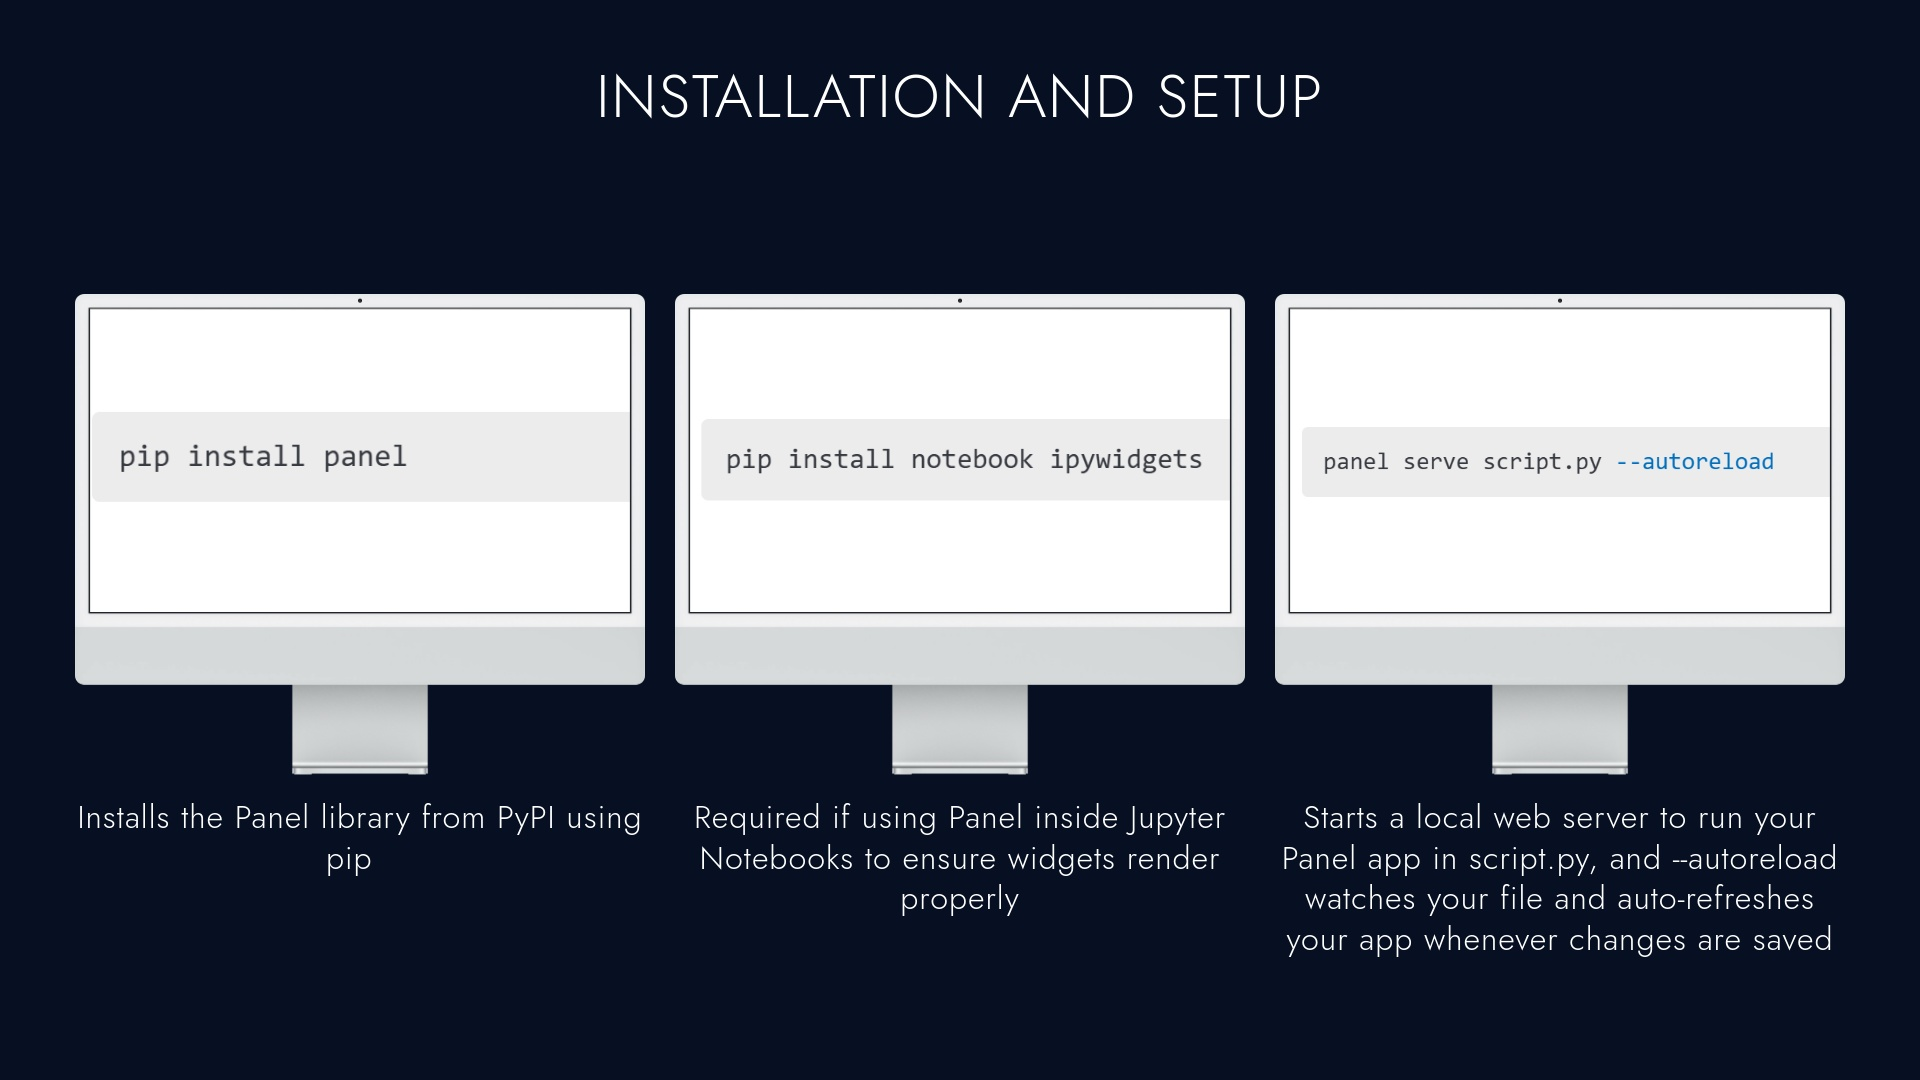 INSTALLATION AND SETUP
pip install panel
Installs the Panel library from PyPI using
pip
pip install notebook ipywidgets
Required if using Panel inside Jupyter
Notebooks to ensure widgets render
properly
panel serve script.py --autoreload
Starts a local web server to run your
Panel app in script.py, and --autoreload
watches your file and auto-refreshes
your app whenever changes are saved